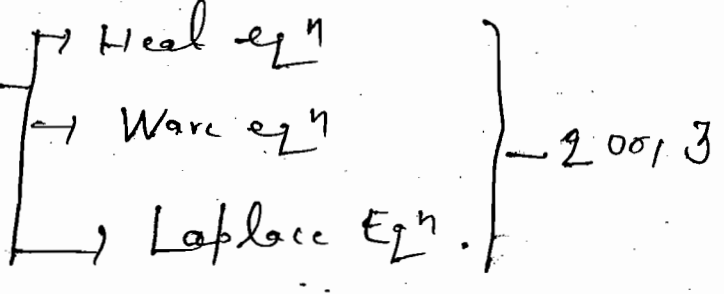 → Heat eqⁿ
→ Wave eqⁿ
→ Laplace Eqⁿ.
— 2 or, 3